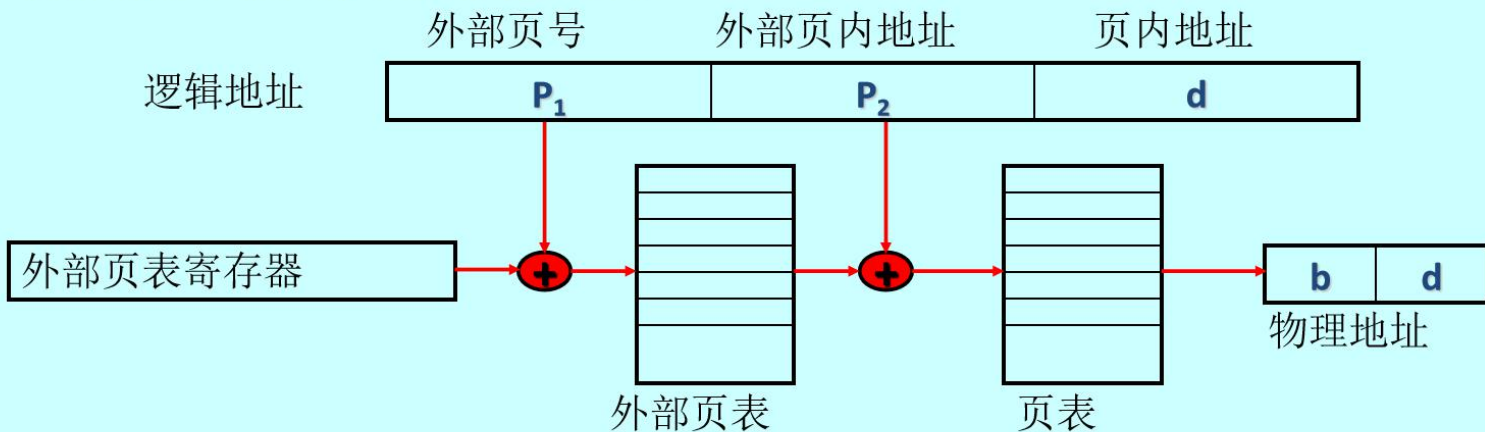 外部页号 外部页内地址 页内地址
逻辑地址 P₁ P₂ d
外部页表寄存器 + + b d
物理地址
外部页表 页表